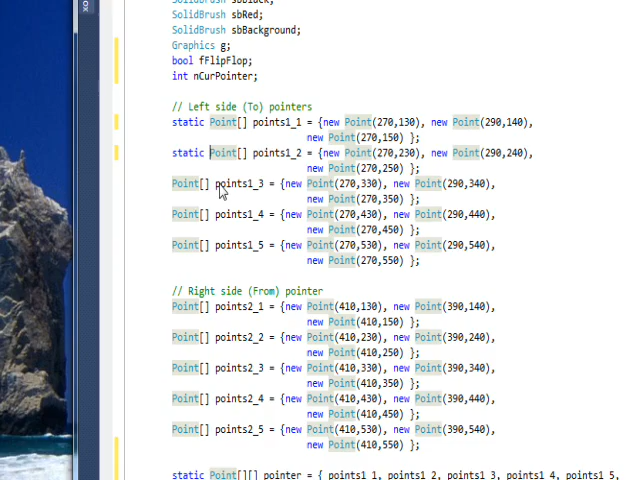 SolidBrush sbBlack;
SolidBrush sbRed;
SolidBrush sbBackground;
Graphics g;
bool fFlipFlop;
int nCurPointer;
// Left side (To) pointers
static Point[] points1_1 = {new Point(270,130), new Point(290,140),
new Point(270,150) };
static Point[] points1_2 = {new Point(270,230), new Point(290,240),
new Point(270,250) };
Point[] points1_3 = {new Point(270,330), new Point(290,340),
new Point(270,350) };
Point[] points1_4 = {new Point(270,430), new Point(290,440),
new Point(270,450) };
Point[] points1_5 = {new Point(270,530), new Point(290,540),
new Point(270,550) };
// Right side (From) pointer
Point[] points2_1 = {new Point(410,130), new Point(390,140),
new Point(410,150) };
Point[] points2_2 = {new Point(410,230), new Point(390,240),
new Point(410,250) };
Point[] points2_3 = {new Point(410,330), new Point(390,340),
new Point(410,350) };
Point[] points2_4 = {new Point(410,430), new Point(390,440),
new Point(410,450) };
Point[] points2_5 = {new Point(410,530), new Point(390,540),
new Point(410,550) };
static Point[][] pointer = { points1_1, points1_2, points1_3, points1_4, points1_5,